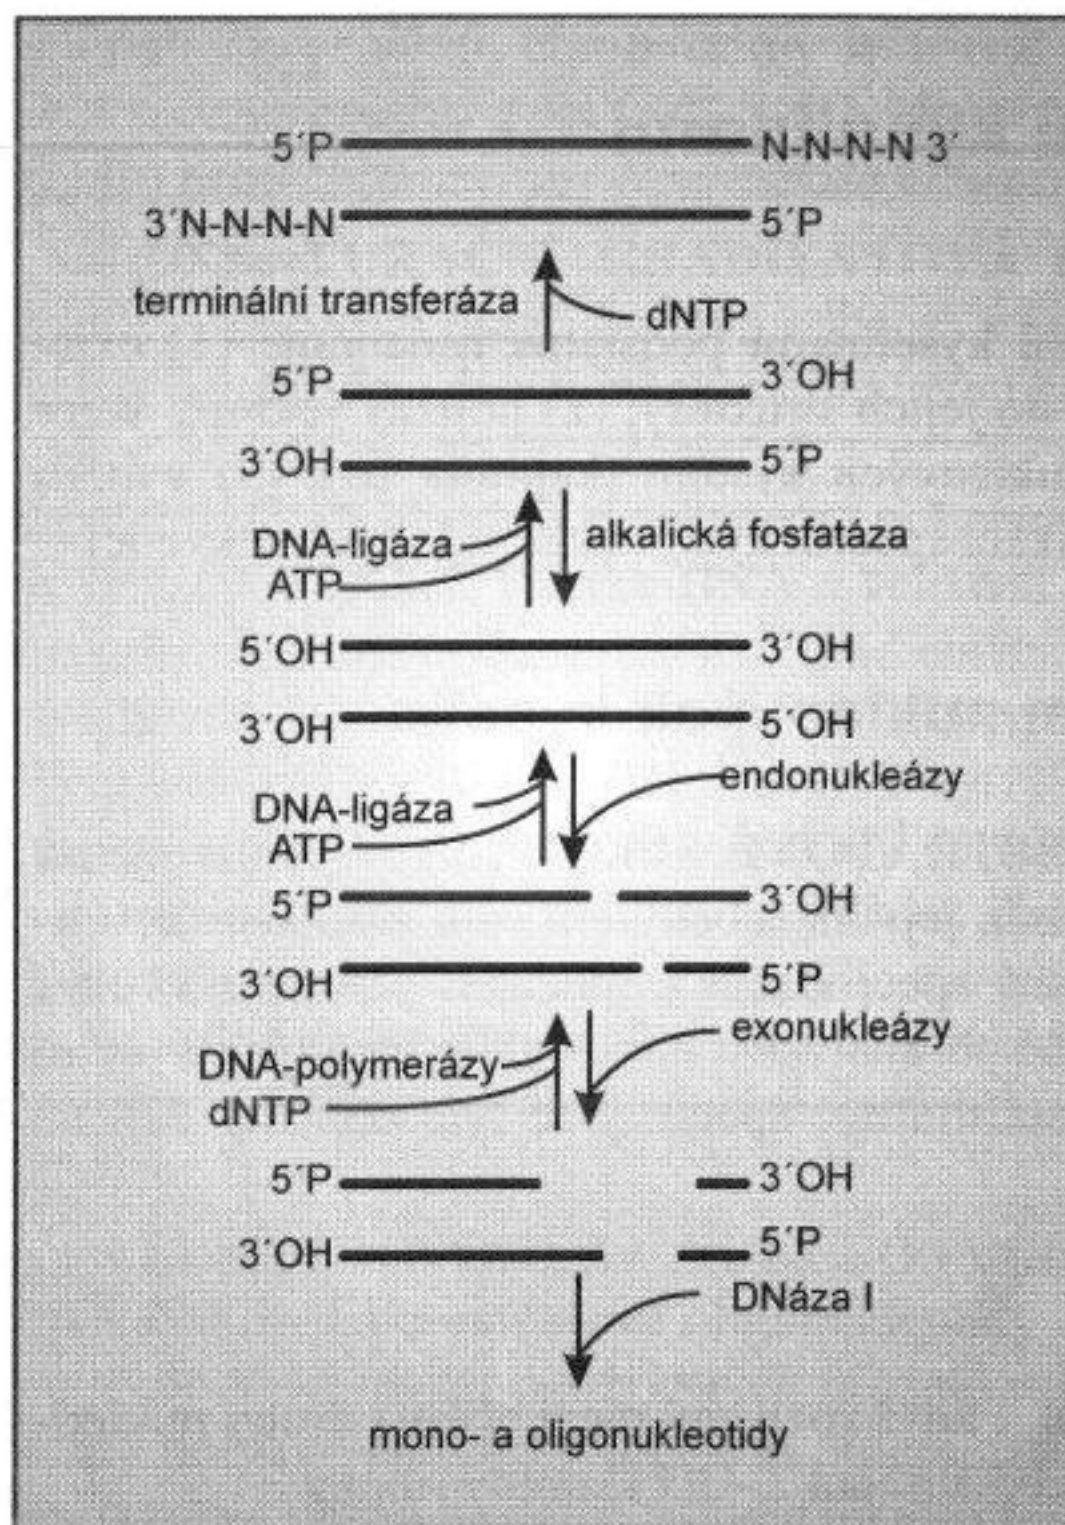 5´P N-N-N-N 3´
3´N-N-N-N 5´P
terminální transferáza dNTP
5´P 3´OH
3´OH 5´P
DNA-ligáza alkalická fosfatáza
ATP
5´OH 3´OH
3´OH 5´OH
DNA-ligáza endonukleázy
ATP
5´P 3´OH
3´OH 5´P
DNA-polymerázy exonukleázy
dNTP
5´P 3´OH
3´OH 5´P
DNáza I
mono- a oligonukleotidy